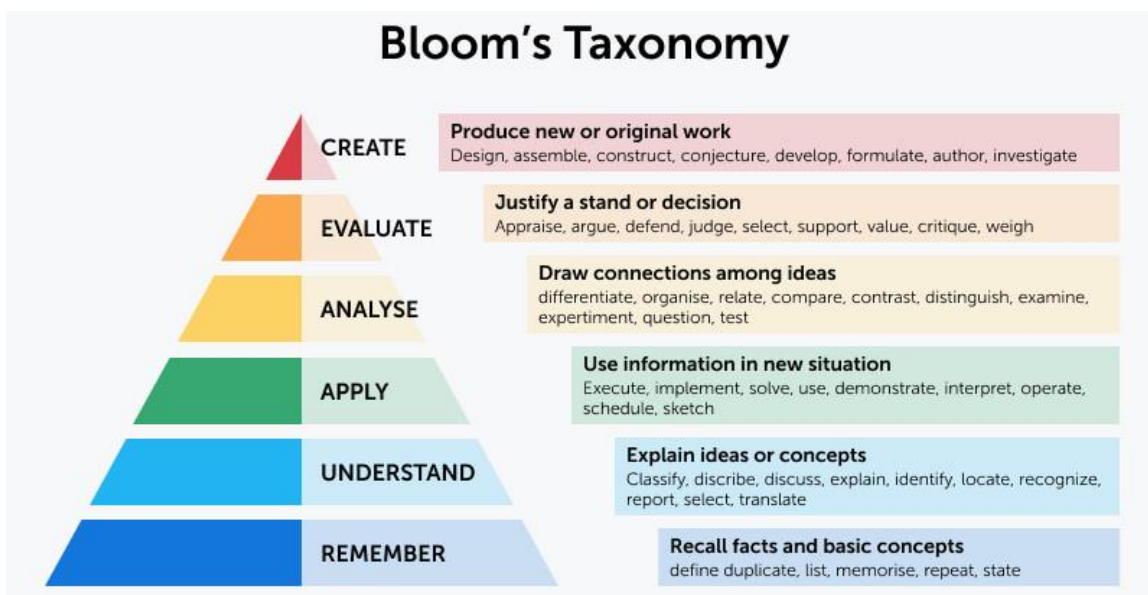 Bloom's Taxonomy
CREATE
Produce new or original work
Design, assemble, construct, conjecture, develop, formulate, author, investigate
EVALUATE
Justify a stand or decision
Appraise, argue, defend, judge, select, support, value, critique, weigh
ANALYSE
Draw connections among ideas
differentiate, organise, relate, compare, contrast, distinguish, examine,
expertiment, question, test
APPLY
Use information in new situation
Execute, implement, solve, use, demonstrate, interpret, operate,
schedule, sketch
UNDERSTAND
Explain ideas or concepts
Classify, discribe, discuss, explain, identify, locate, recognize,
report, select, translate
REMEMBER
Recall facts and basic concepts
define duplicate, list, memorise, repeat, state